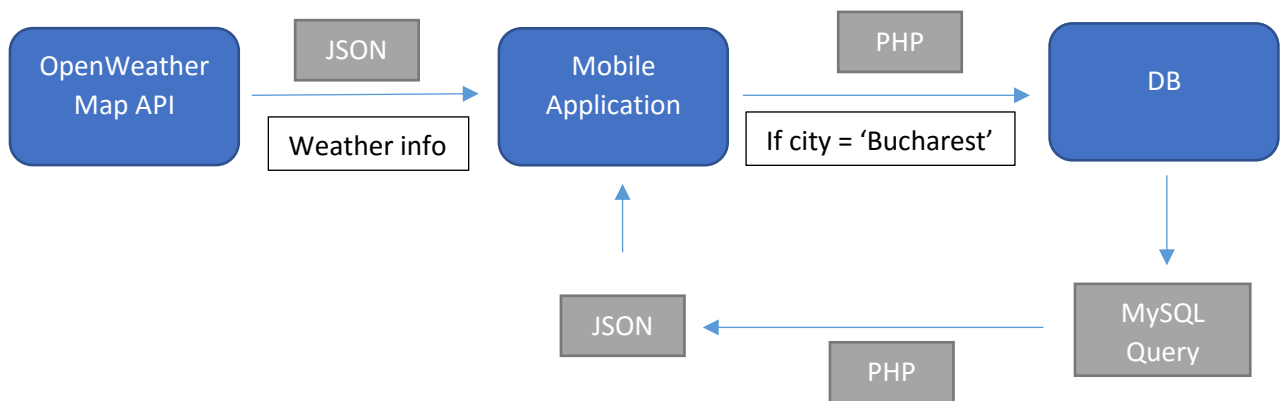 JSON
PHP
OpenWeather
Map API
Mobile
Application
DB
Weather info
If city = ‘Bucharest’
JSON
MySQL
Query
PHP